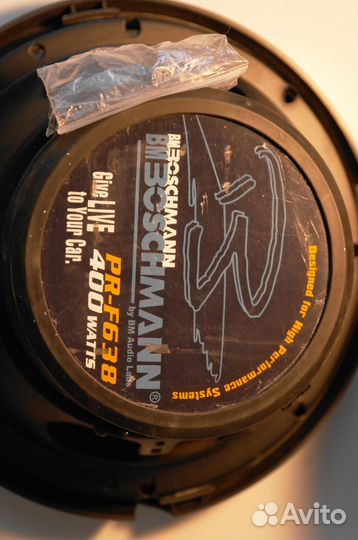 Designed for High Performance Systems
BM BOSCHMANN
BM BOSCHMANN®
by BM Audio Labs
Give LIVE
to Your Car.
PR-F638
400 WATTS
Avito